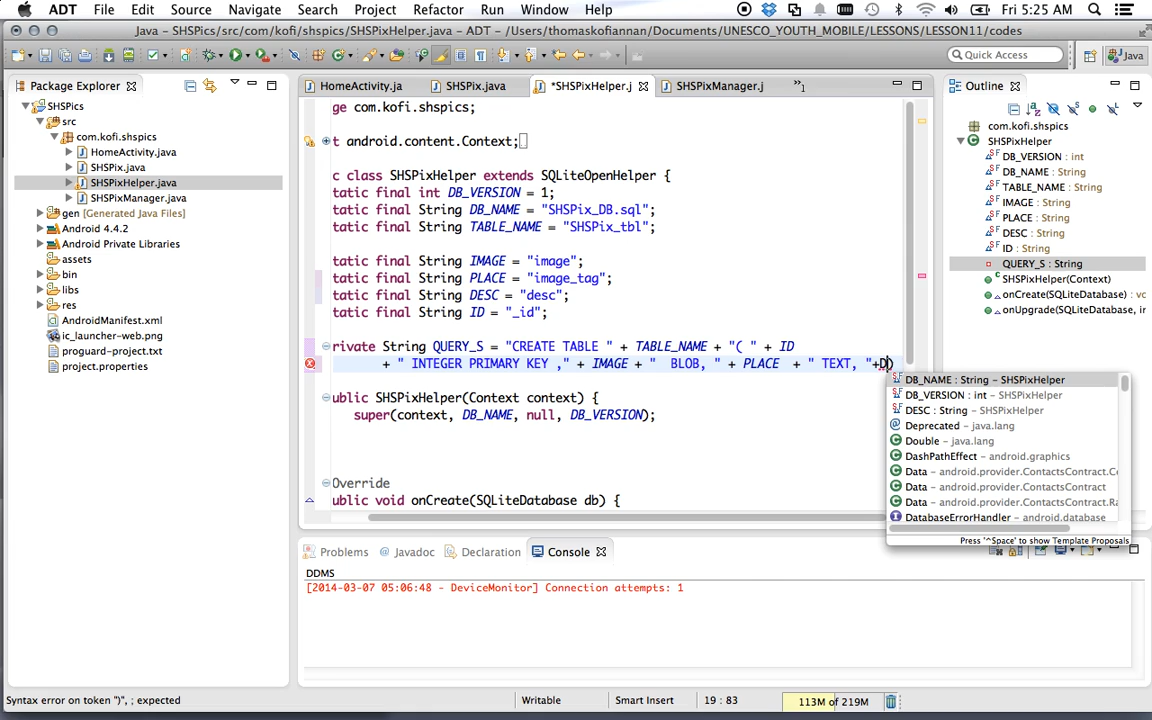 ADT File Edit Source Navigate Search Project Refactor Run Window Help Fri 5:25 AM
Java – SHSPics/src/com/kofi/shspics/SHSPixHelper.java – ADT – /Users/thomaskofiannan/Documents/UNESCO_YOUTH_MOBILE/LESSONS/LESSON11/codes
Quick Access
Java
Package Explorer
SHSPics
src
com.kofi.shspics
HomeActivity.java
SHSPix.java
SHSPixHelper.java
SHSPixManager.java
gen [Generated Java Files]
Android 4.4.2
Android Private Libraries
assets
bin
libs
res
AndroidManifest.xml
ic_launcher-web.png
proguard-project.txt
project.properties
HomeActivity.ja
SHSPix.java
*SHSPixHelper.j
SHSPixManager.j
»1
ge com.kofi.shspics;
t android.content.Context;
c class SHSPixHelper extends SQLiteOpenHelper {
tatic final int DB_VERSION = 1;
tatic final String DB_NAME = "SHSPix_DB.sql";
tatic final String TABLE_NAME = "SHSPix_tbl";
tatic final String IMAGE = "image";
tatic final String PLACE = "image_tag";
tatic final String DESC = "desc";
tatic final String ID = "_id";
rivate String QUERY_S = "CREATE TABLE " + TABLE_NAME + "( " + ID
+ " INTEGER PRIMARY KEY ," + IMAGE + "  BLOB, " + PLACE  + " TEXT, "+D)
ublic SHSPixHelper(Context context) {
super(context, DB_NAME, null, DB_VERSION);
Override
ublic void onCreate(SQLiteDatabase db) {
DB_NAME : String – SHSPixHelper
DB_VERSION : int – SHSPixHelper
DESC : String – SHSPixHelper
Deprecated – java.lang
Double – java.lang
DashPathEffect – android.graphics
Data – android.provider.ContactsContract.Co
Data – android.provider.ContactsContract
Data – android.provider.ContactsContract.Ra
DatabaseErrorHandler – android.database
Press '^Space' to show Template Proposals
Outline
com.kofi.shspics
SHSPixHelper
DB_VERSION : int
DB_NAME : String
TABLE_NAME : String
IMAGE : String
PLACE : String
DESC : String
ID : String
QUERY_S : String
SHSPixHelper(Context)
onCreate(SQLiteDatabase) : vc
onUpgrade(SQLiteDatabase, in
Problems
@ Javadoc
Declaration
Console
DDMS
[2014-03-07 05:06:48 - DeviceMonitor] Connection attempts: 1
Syntax error on token ")", ; expected
Writable
Smart Insert
19 : 83
113M of 219M